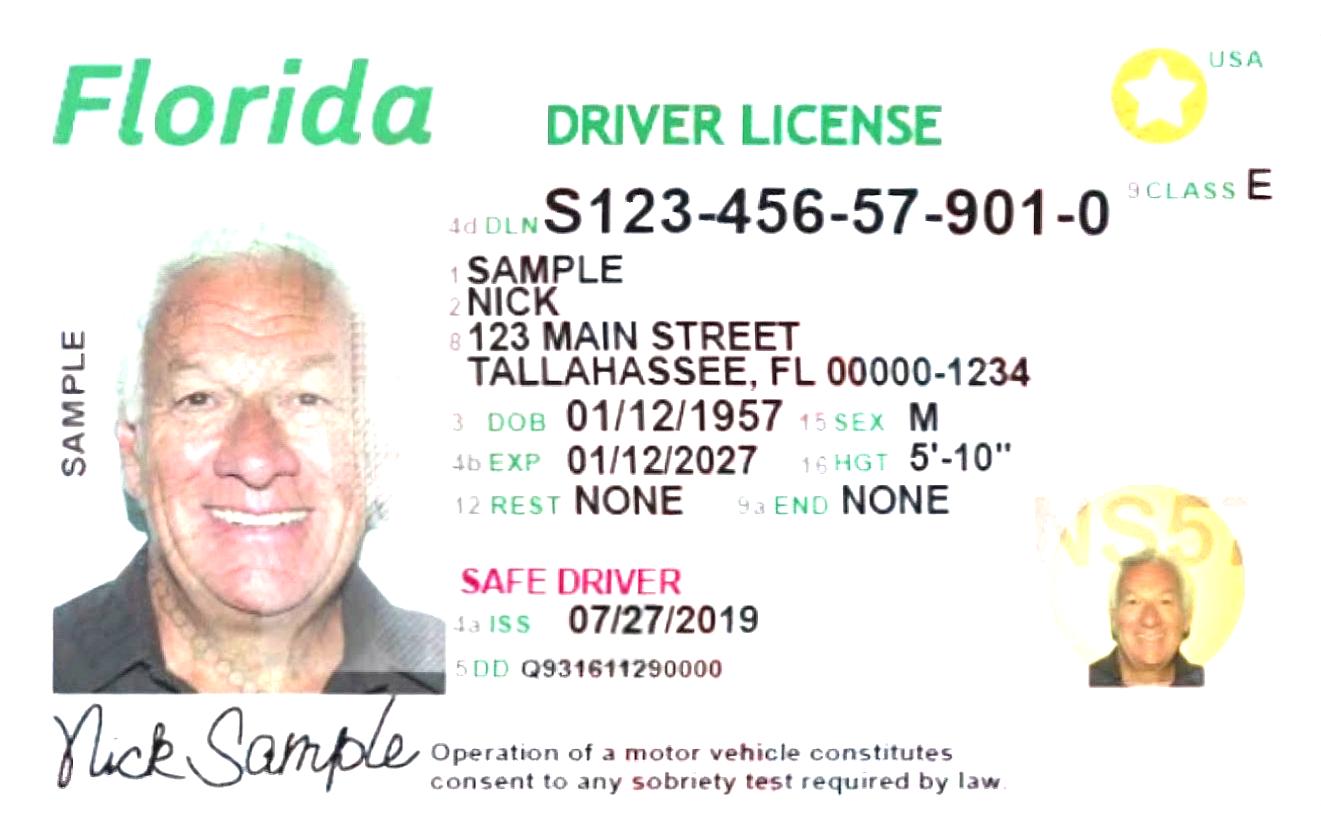 Florida
DRIVER LICENSE
USA
9 CLASS E
4d DLN S123-456-57-901-0
1 SAMPLE
2 NICK
8 123 MAIN STREET
TALLAHASSEE, FL 00000-1234
3 DOB 01/12/1957 15 SEX M
4b EXP 01/12/2027 16 HGT 5'-10"
12 REST NONE 9a END NONE
SAFE DRIVER
4a ISS 07/27/2019
5 DD Q931611290000
SAMPLE
NS57
Nick Sample
Operation of a motor vehicle constitutes
consent to any sobriety test required by law.